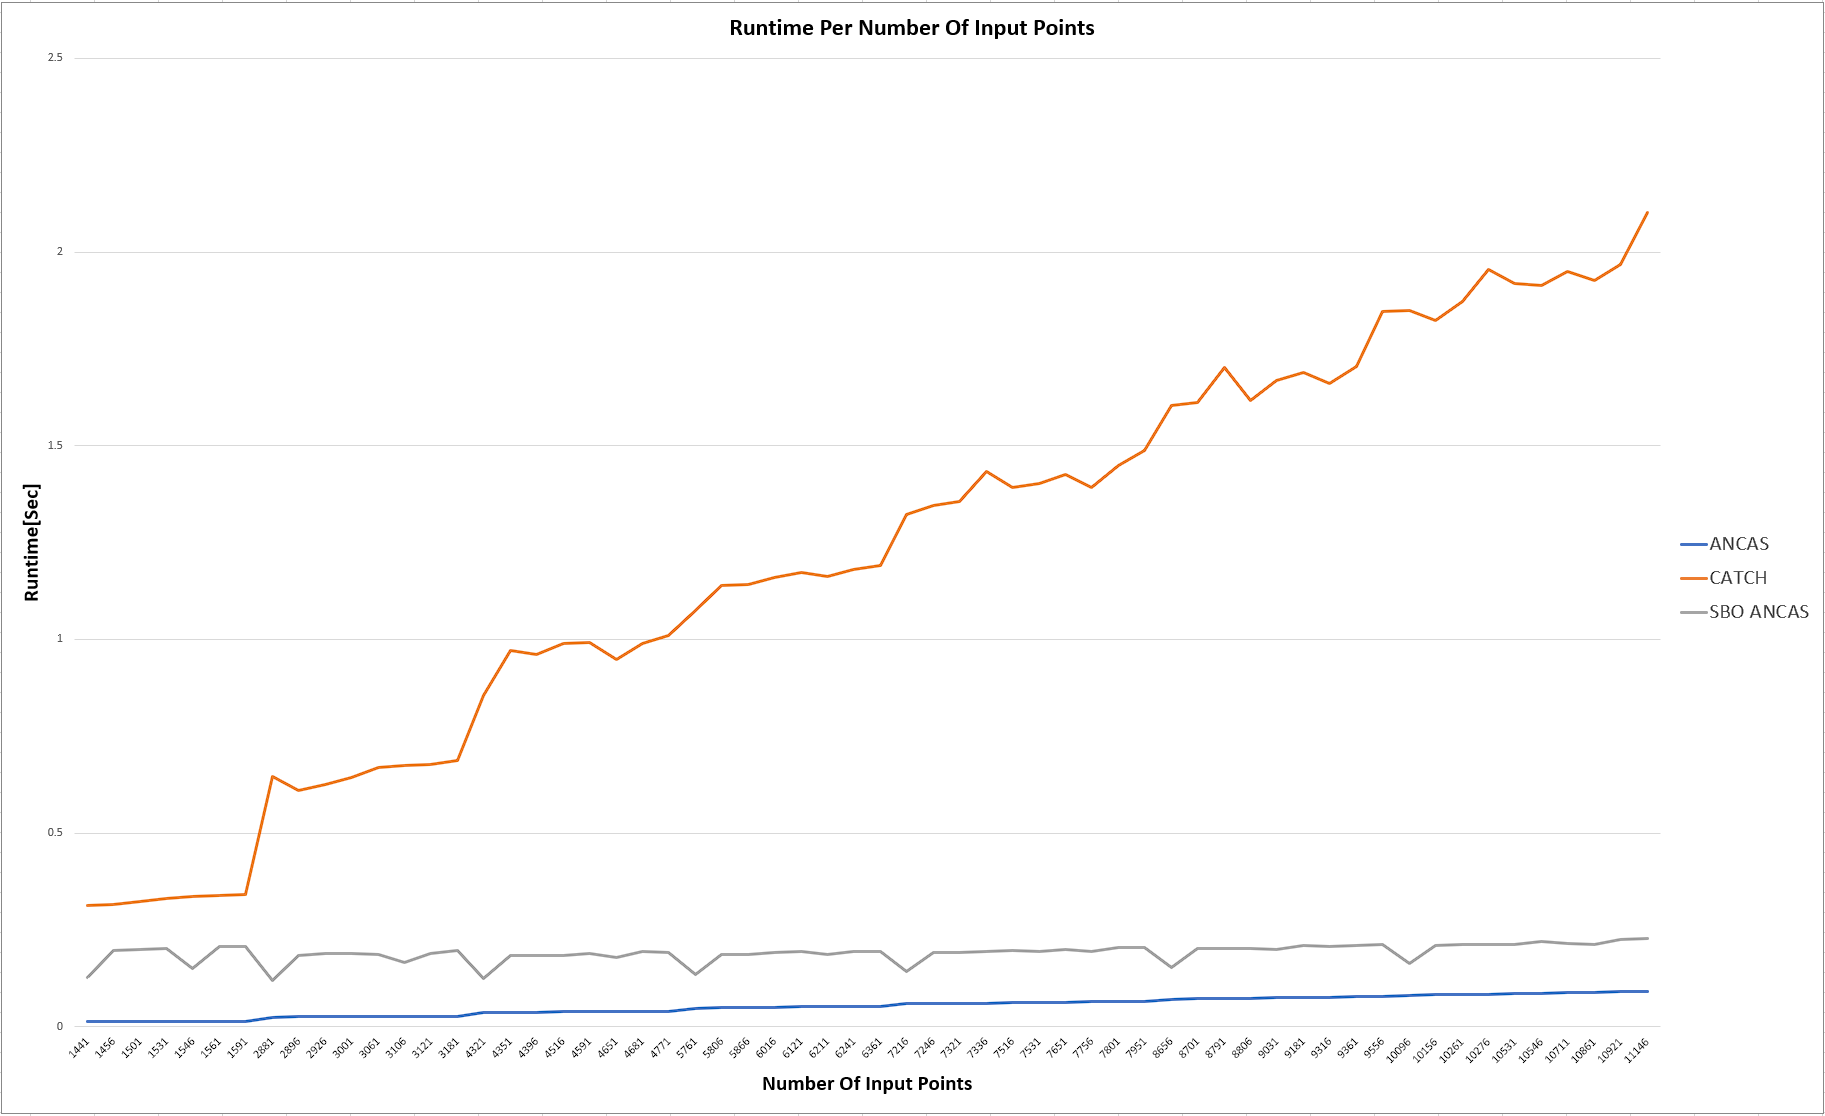 Runtime Per Number Of Input Points
2.5
2
1.5
1
0.5
0
Runtime[Sec]
1441 1456 1501 1531 1546 1561 1591 2881 2896 2926 3001 3061 3106 3121 3181 4321 4351 4396 4516 4591 4651 4681 4771 5761 5806 5866 6016 6121 6211 6241 6361 7216 7246 7321 7336 7516 7531 7651 7756 7801 7951 8656 8701 8791 8806 9031 9181 9316 9361 9556 10096 10156 10261 10276 10531 10546 10711 10861 10921 11146
Number Of Input Points
ANCAS
CATCH
SBO ANCAS